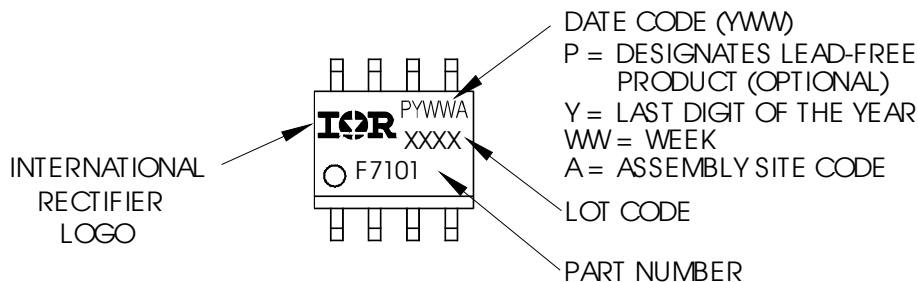 DATE CODE (YWW)
P = DESIGNATES LEAD-FREE
PRODUCT (OPTIONAL)
Y = LAST DIGIT OF THE YEAR
WW = WEEK
A = ASSEMBLY SITE CODE
LOT CODE
PART NUMBER
INTERNATIONAL
RECTIFIER
LOGO
IOR
PYWWA
XXXX
F7101